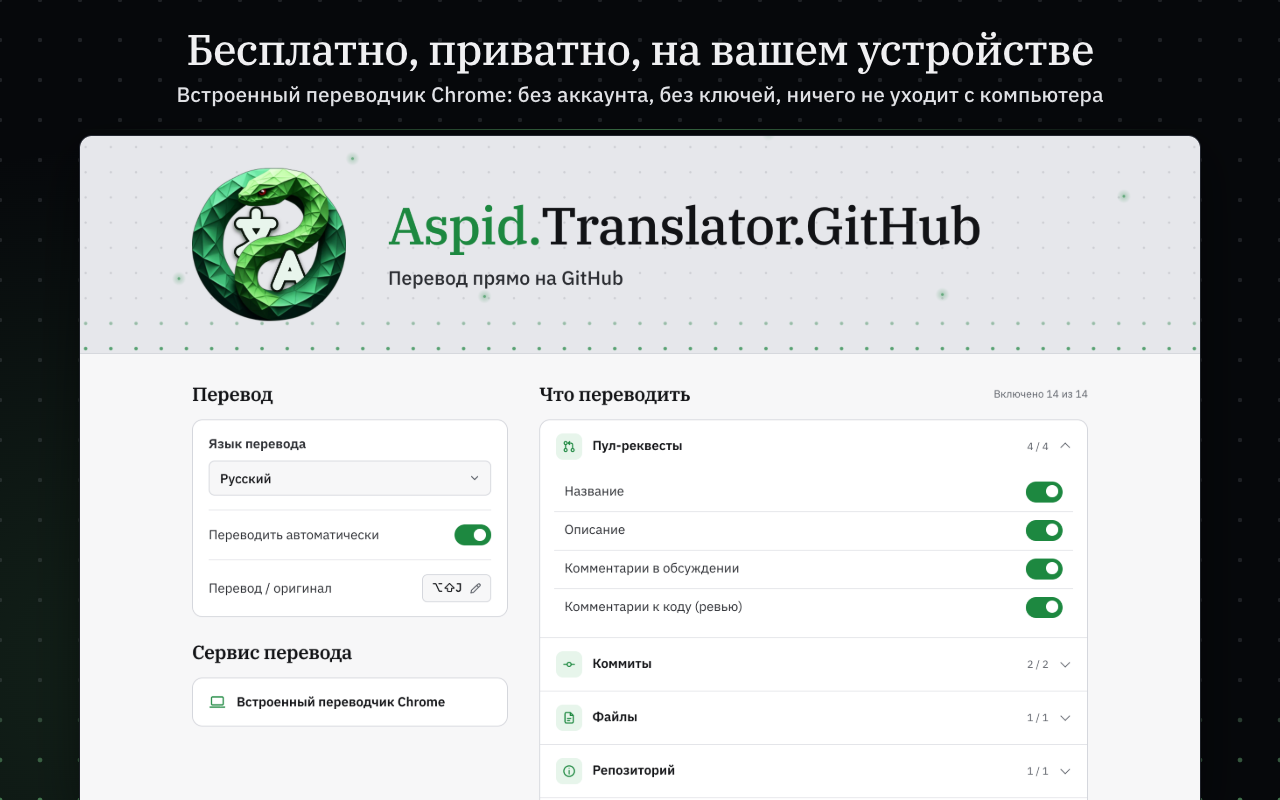 Бесплатно, приватно, на вашем устройстве
Встроенный переводчик Chrome: без аккаунта, без ключей, ничего не уходит с компьютера
文
A
Aspid.Translator.GitHub
Перевод прямо на GitHub
Перевод
Язык перевода
Русский
Переводить автоматически
Перевод / оригинал
⌥⇧J
Сервис перевода
Встроенный переводчик Chrome
Что переводить
Включено 14 из 14
Пул-реквесты
4 / 4
Название
Описание
Комментарии в обсуждении
Комментарии к коду (ревью)
Коммиты
2 / 2
Файлы
1 / 1
Репозиторий
1 / 1